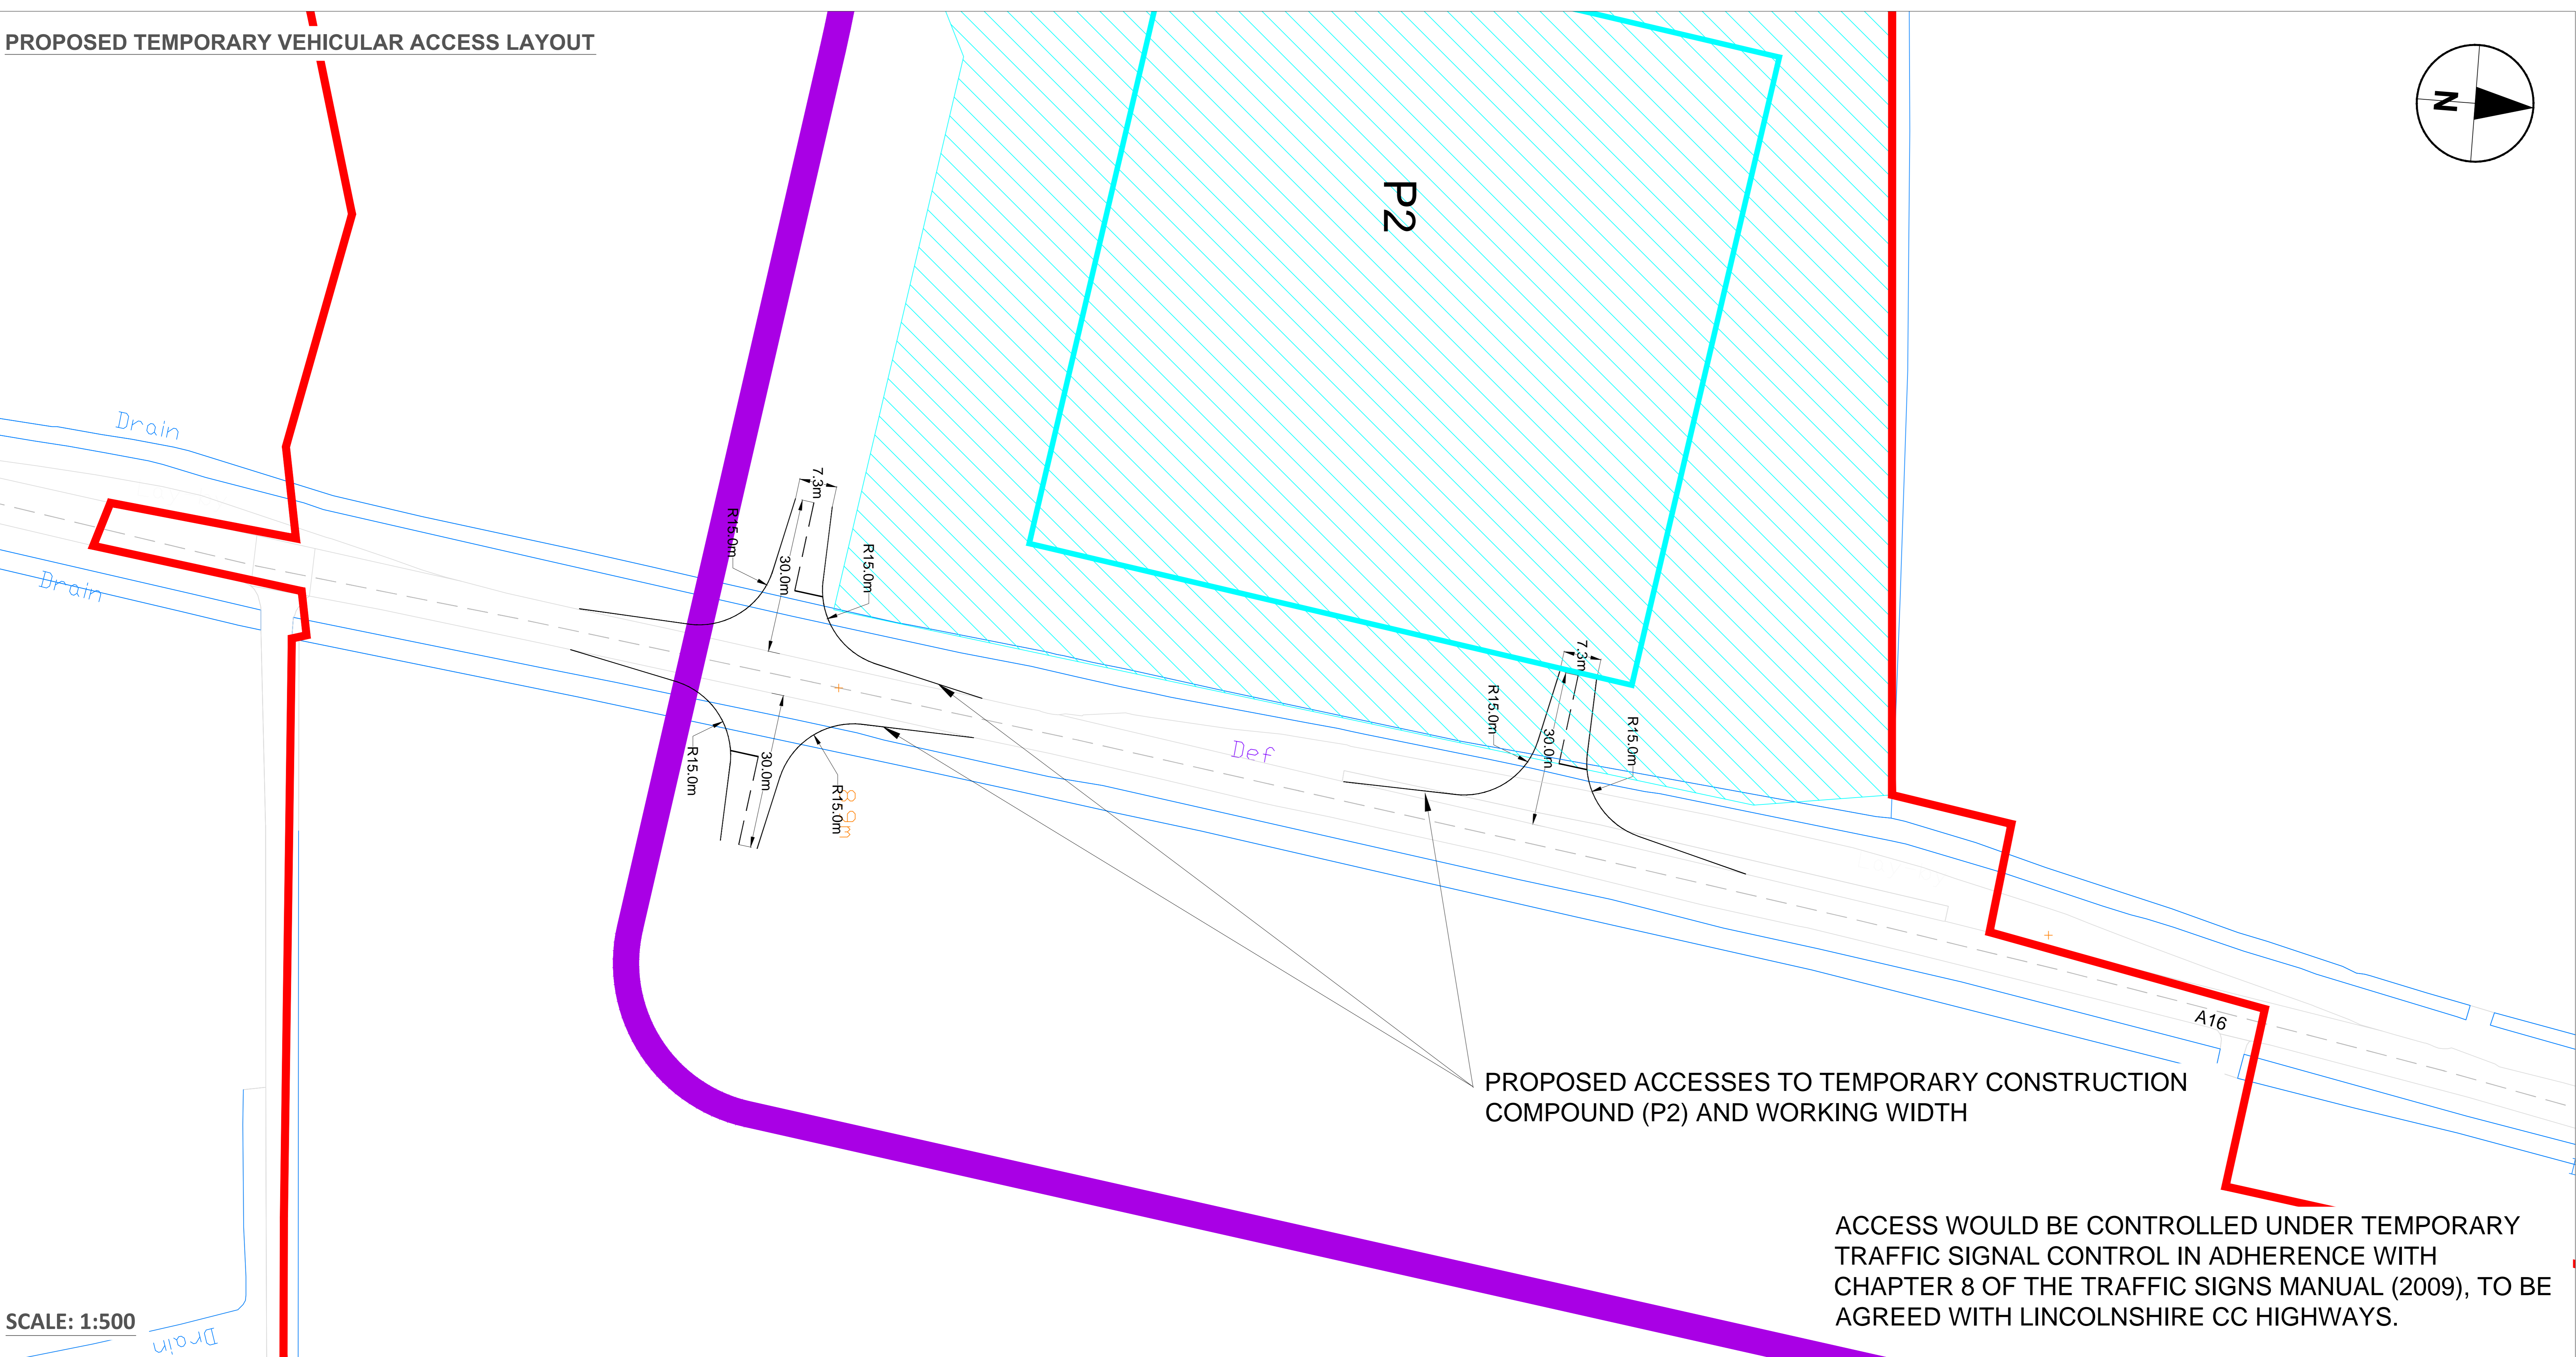 PROPOSED TEMPORARY VEHICULAR ACCESS LAYOUT
N
P2
Drain
Drain
7.3m
R15.0m
30.0m
R15.0m
7.3m
R15.0m
30.0m
R15.0m
Def
R15.0m
30.0m
R15.0m
89m
A16
PROPOSED ACCESSES TO TEMPORARY CONSTRUCTION
COMPOUND (P2) AND WORKING WIDTH
ACCESS WOULD BE CONTROLLED UNDER TEMPORARY
TRAFFIC SIGNAL CONTROL IN ADHERENCE WITH
CHAPTER 8 OF THE TRAFFIC SIGNS MANUAL (2009), TO BE
AGREED WITH LINCOLNSHIRE CC HIGHWAYS.
SCALE: 1:500
Drain